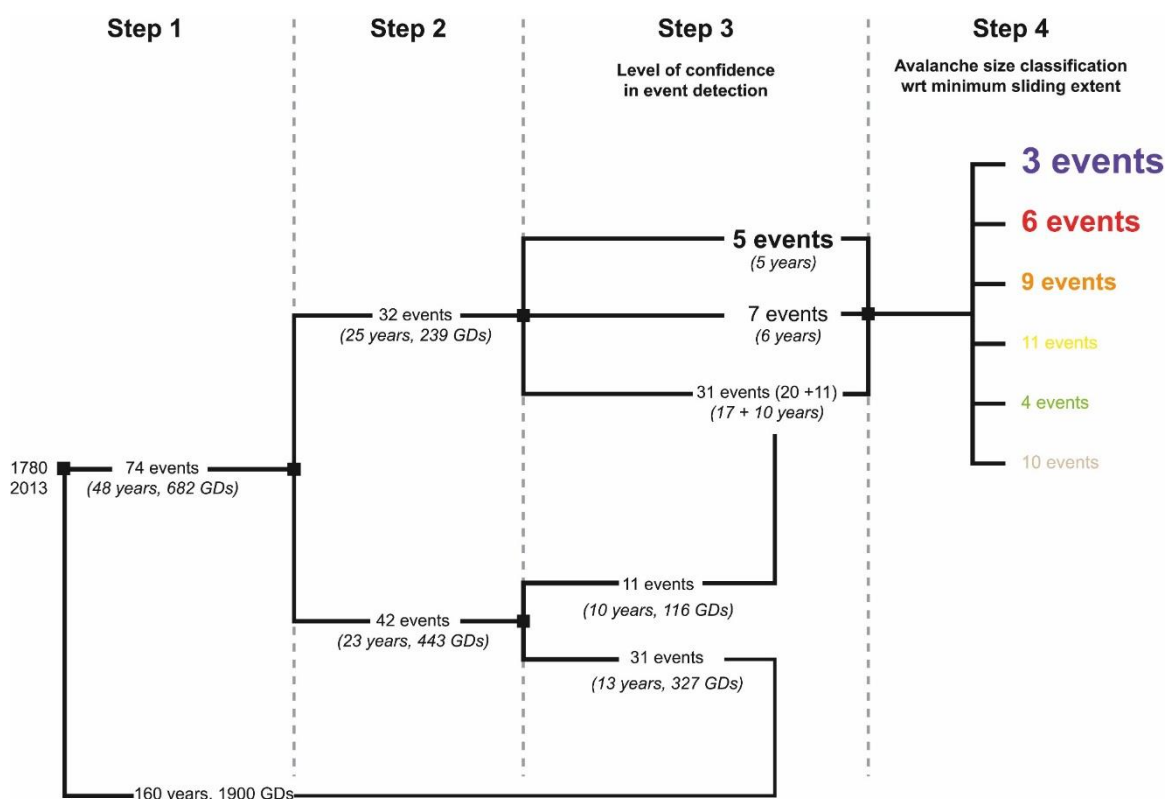 Step 1
Step 2
Step 3
Step 4
Level of confidence
in event detection
Avalanche size classification
wrt minimum sliding extent
3 events
6 events
5 events
(5 years)
9 events
32 events
(25 years, 239 GDs)
7 events
(6 years)
11 events
31 events (20 +11)
(17 + 10 years)
4 events
10 events
1780
2013
74 events
(48 years, 682 GDs)
11 events
(10 years, 116 GDs)
42 events
(23 years, 443 GDs)
31 events
(13 years, 327 GDs)
160 years, 1900 GDs